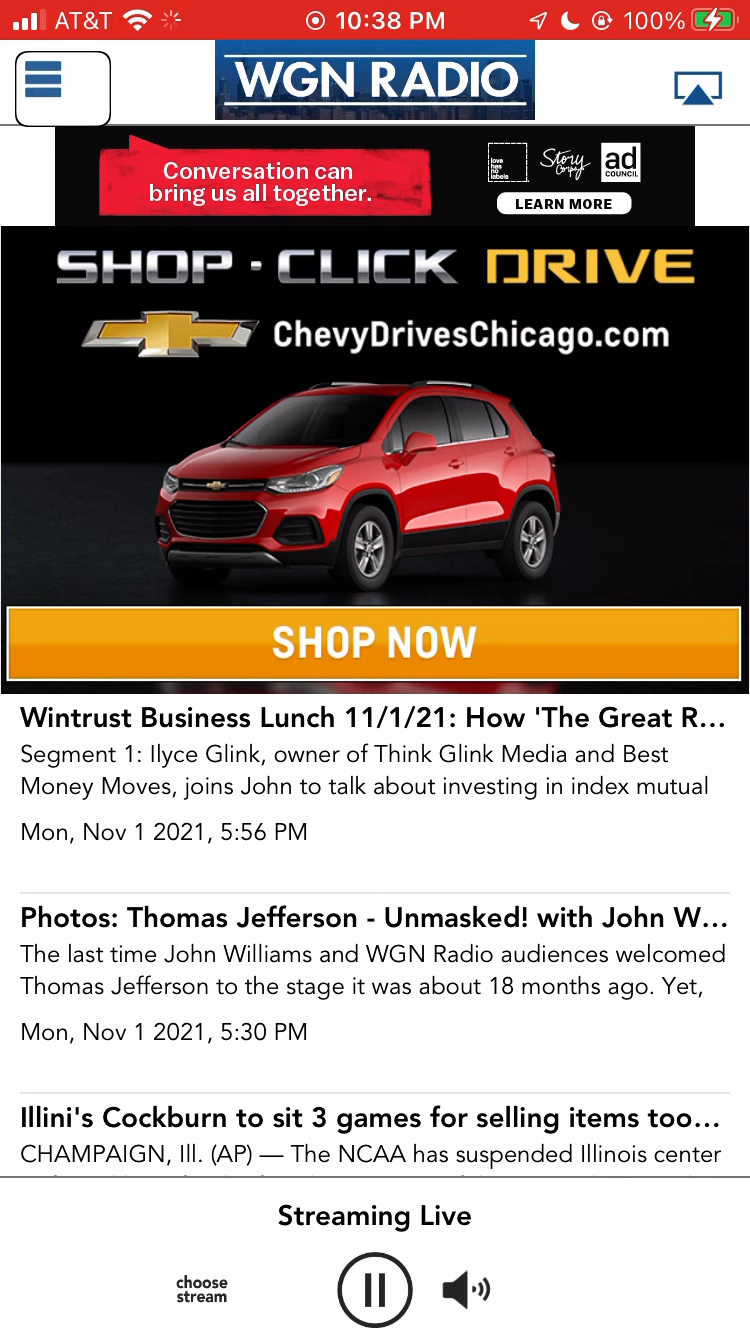 AT&T 10:38 PM 100%
WGN RADIO
Conversation can
bring us all together.
love
has
no
labels
Story
Corps
ad
COUNCIL
LEARN MORE
SHOP · CLICK DRIVE
ChevyDrivesChicago.com
SHOP NOW
Wintrust Business Lunch 11/1/21: How 'The Great R...
Segment 1: Ilyce Glink, owner of Think Glink Media and Best
Money Moves, joins John to talk about investing in index mutual
Mon, Nov 1 2021, 5:56 PM
Photos: Thomas Jefferson - Unmasked! with John W...
The last time John Williams and WGN Radio audiences welcomed
Thomas Jefferson to the stage it was about 18 months ago. Yet,
Mon, Nov 1 2021, 5:30 PM
Illini's Cockburn to sit 3 games for selling items too...
CHAMPAIGN, Ill. (AP) — The NCAA has suspended Illinois center
Streaming Live
choose
stream